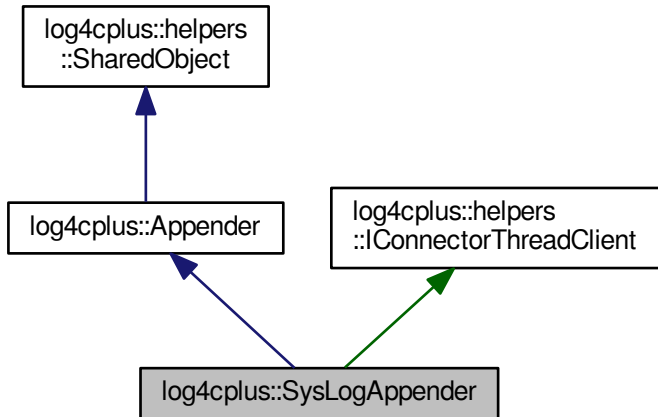 log4cplus::helpers
::SharedObject
log4cplus::Appender
log4cplus::helpers
::IConnectorThreadClient
log4cplus::SysLogAppender